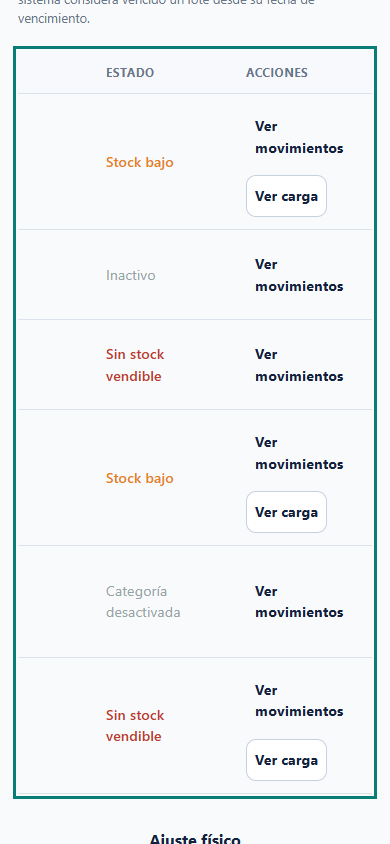 sistema considera vencido un lote desde su fecha de
vencimiento.
ESTADO ACCIONES
Stock bajo
Ver
movimientos
Ver carga
Inactivo
Ver
movimientos
Sin stock
vendible
Ver
movimientos
Stock bajo
Ver
movimientos
Ver carga
Categoría
desactivada
Ver
movimientos
Sin stock
vendible
Ver
movimientos
Ver carga
Ajuste físico